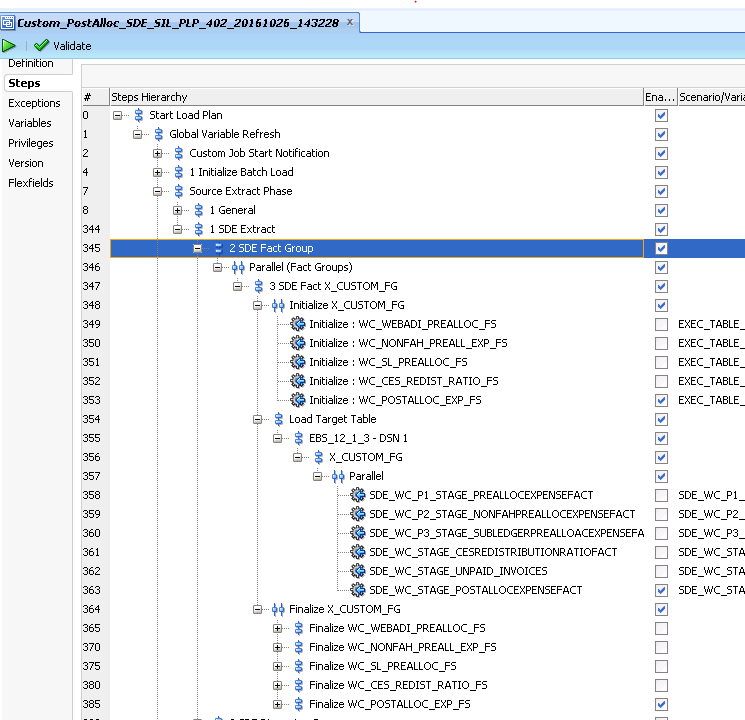 Custom_PostAlloc_SDE_SIL_PLP_402_20161026_143228 x
Validate
Definition
Steps
Exceptions
Variables
Privileges
Version
Flexfields
# Steps Hierarchy Ena... Scenario/Varia
0 Start Load Plan
1 Global Variable Refresh
2 Custom Job Start Notification
4 1 Initialize Batch Load
7 Source Extract Phase
8 1 General
344 1 SDE Extract
345 2 SDE Fact Group
346 Parallel (Fact Groups)
347 3 SDE Fact X_CUSTOM_FG
348 Initialize X_CUSTOM_FG
349 Initialize : WC_WEBADI_PREALLOC_FS EXEC_TABLE_
350 Initialize : WC_NONFAH_PREALL_EXP_FS EXEC_TABLE_
351 Initialize : WC_SL_PREALLOC_FS EXEC_TABLE_
352 Initialize : WC_CES_REDIST_RATIO_FS EXEC_TABLE_
353 Initialize : WC_POSTALLOC_EXP_FS EXEC_TABLE_
354 Load Target Table
355 EBS_12_1_3 - DSN 1
356 X_CUSTOM_FG
357 Parallel
358 SDE_WC_P1_STAGE_PREALLOCEXPENSEFACT SDE_WC_P1_
359 SDE_WC_P2_STAGE_NONFAHPREALLOCEXPENSEFACT SDE_WC_P2_
360 SDE_WC_P3_STAGE_SUBLEDGERPREALLOACEXPENSEFA SDE_WC_P3_
361 SDE_WC_STAGE_CESREDISTRIBUTIONRATIOFACT SDE_WC_STA
362 SDE_WC_STAGE_UNPAID_INVOICES SDE_WC_STA
363 SDE_WC_STAGE_POSTALLOCEXPENSEFACT SDE_WC_STA
364 Finalize X_CUSTOM_FG
365 Finalize WC_WEBADI_PREALLOC_FS
370 Finalize WC_NONFAH_PREALL_EXP_FS
375 Finalize WC_SL_PREALLOC_FS
380 Finalize WC_CES_REDIST_RATIO_FS
385 Finalize WC_POSTALLOC_EXP_FS